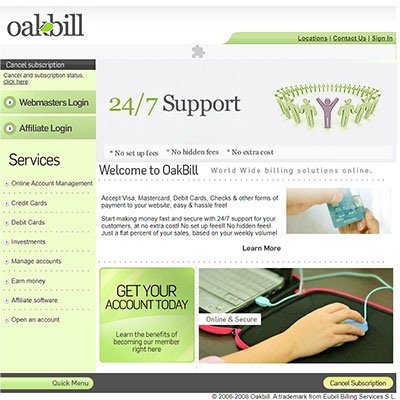 oakbill
Locations | Contact Us | Sign In
Cancel subscription
Cancel and subscription status,
click here
Webmasters Login
Affiliate Login
24/7 Support
* No set up fees * No hidden fees * No extra cost
Services
Online Account Management
Credit Cards
Debit Cards
Investments
Manage accounts
Earn money
Affiliate software
Open an account
Welcome to OakBill World Wide billing solutions online.
Accept Visa, Mastercard, Debit Cards, Checks & other forms of
payment to your website, easy & hassle free!
Start making money fast and secure with 24/7 support for your
customers, at no extra cost! No set up fees!! No hidden fees!
Just a flat percent of your sales, based on your weekly volume!
Learn More
GET YOUR
ACCOUNT TODAY
Learn the benefits of
becoming our member
right here
Online & Secure
Quick Menu
Cancel Subscription
© 2006-2008 Oakbill. A trademark from Eubill Billing Services S.L.